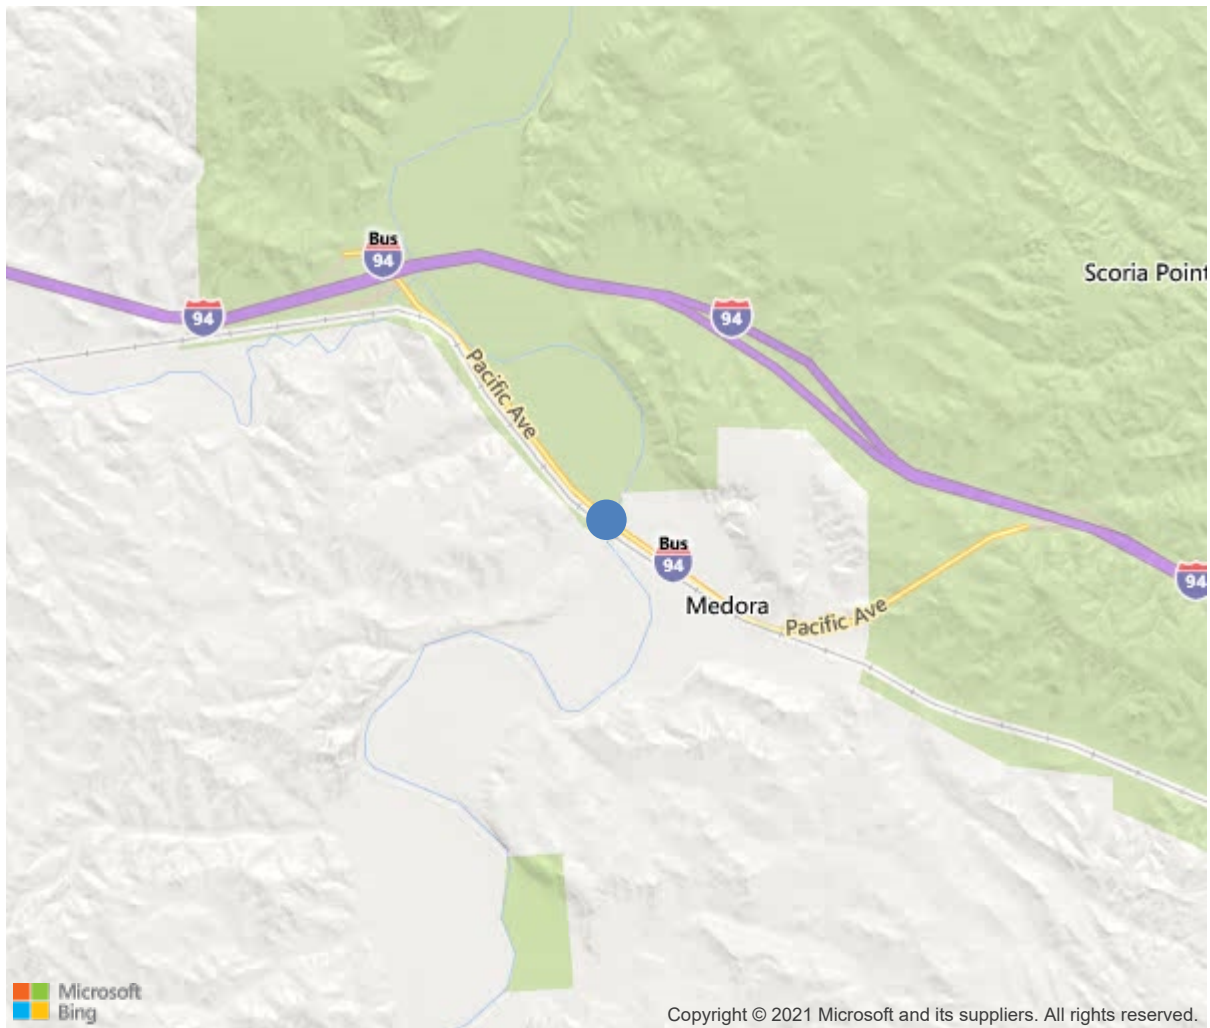 Bus
94
Scoria Point
94
94
Pacific Ave
Bus
94
94
Medora
Pacific Ave
Microsoft
Bing
Copyright © 2021 Microsoft and its suppliers. All rights reserved.